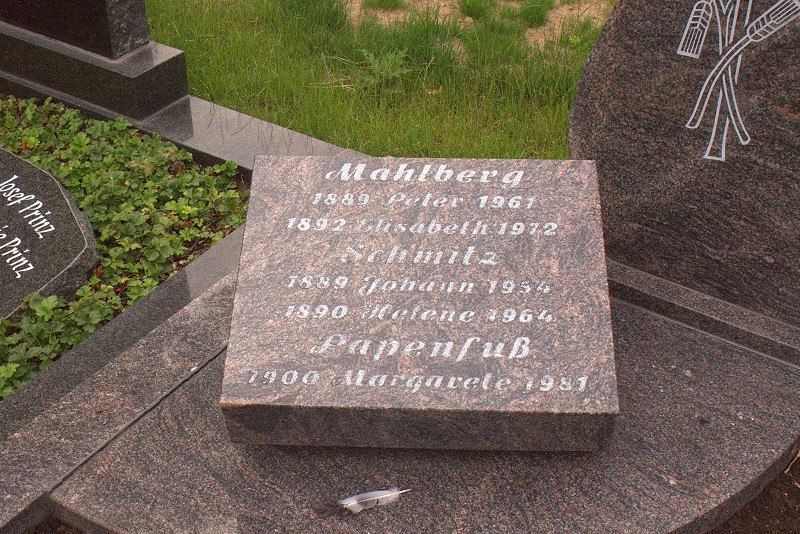 Mahlberg
1889 Peter 1961
1892 Elisabeth 1972
Schmitz
1889 Johann 1954
1890 Helene 1964
Papenfuß
1900 Margarete 1981
Josef Prinz
Prinz